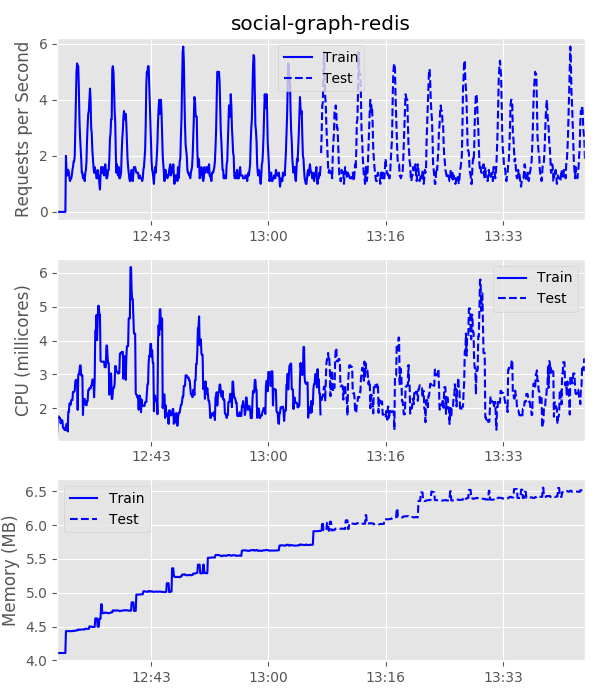 social-graph-redis
Requests per Second
6
4
2
0
Train
Test
12:43
13:00
13:16
13:33
CPU (millicores)
6
5
4
3
2
Train
Test
12:43
13:00
13:16
13:33
Memory (MB)
6.5
6.0
5.5
5.0
4.5
4.0
Train
Test
12:43
13:00
13:16
13:33